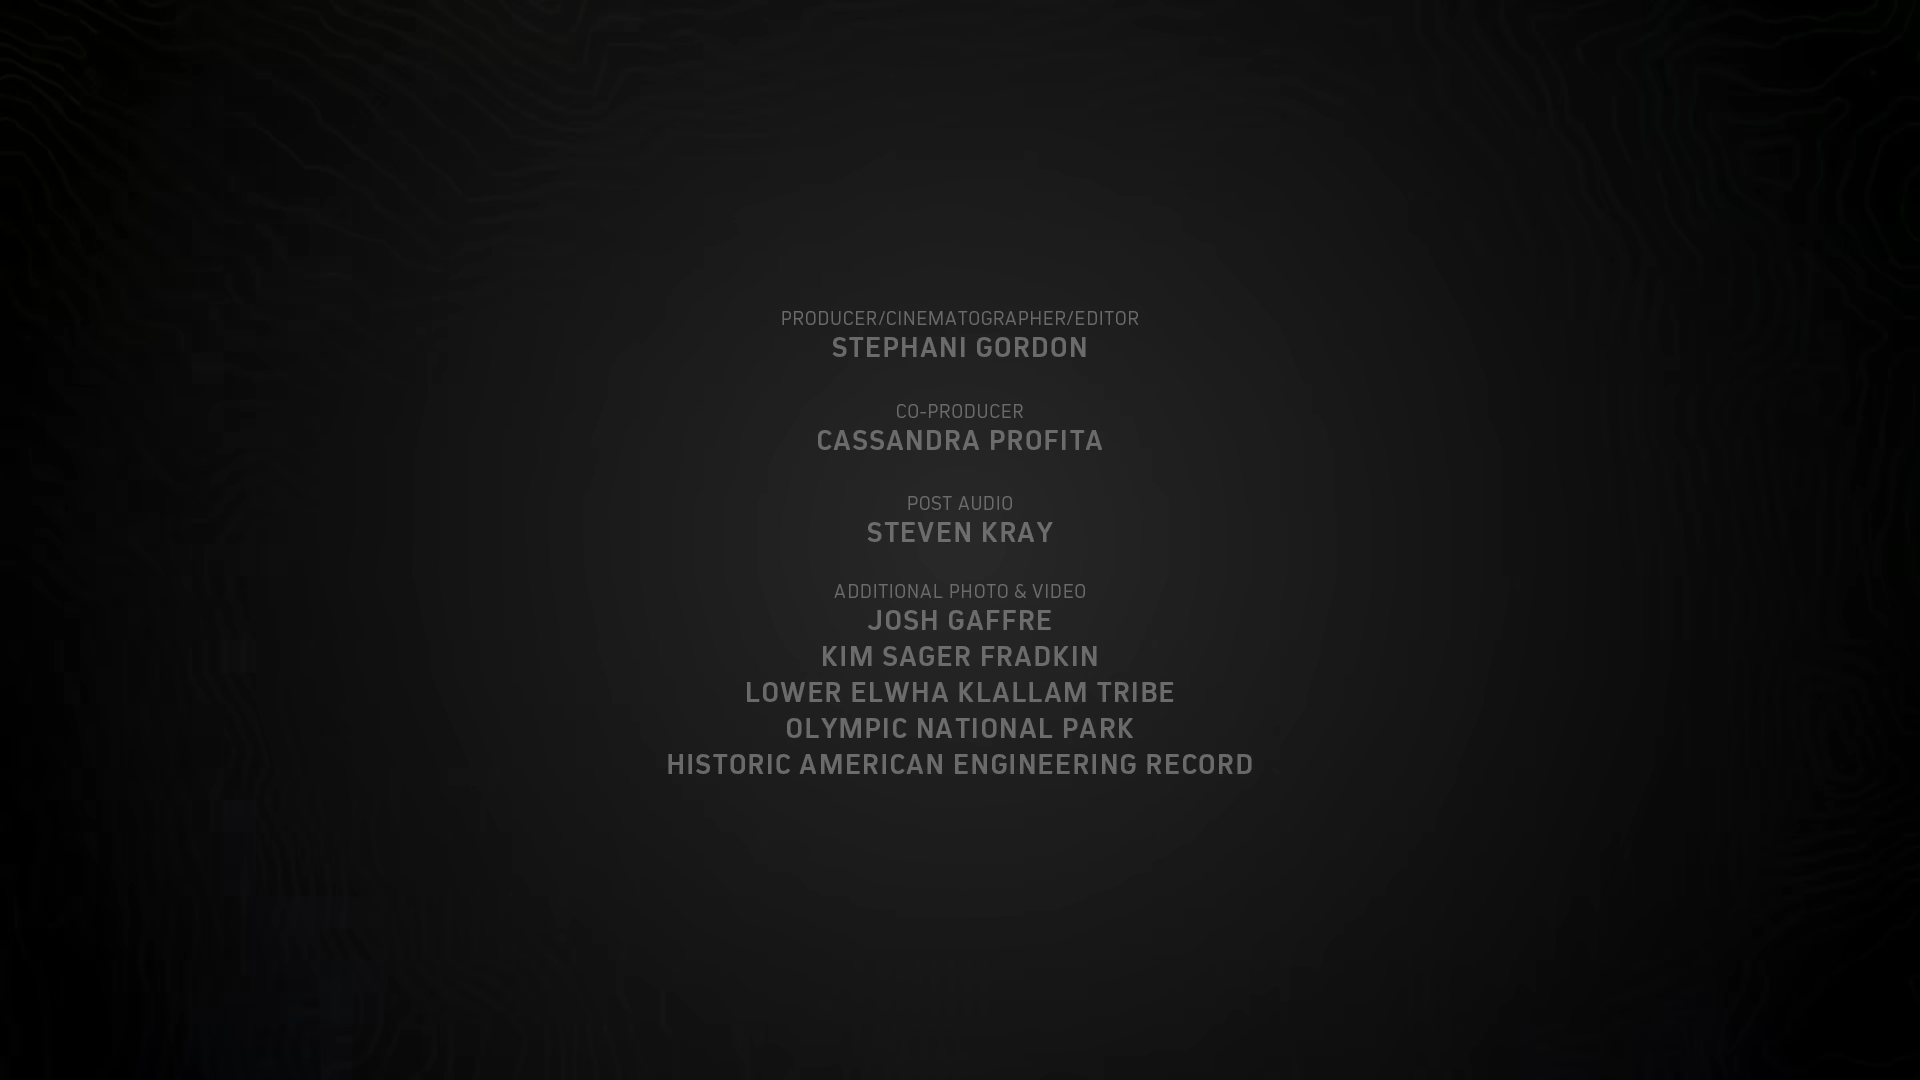 PRODUCER/CINEMATOGRAPHER/EDITOR
STEPHANI GORDON
CO-PRODUCER
CASSANDRA PROFITA
POST AUDIO
STEVEN KRAY
ADDITIONAL PHOTO & VIDEO
JOSH GAFFRE
KIM SAGER FRADKIN
LOWER ELWHA KLALLAM TRIBE
OLYMPIC NATIONAL PARK
HISTORIC AMERICAN ENGINEERING RECORD